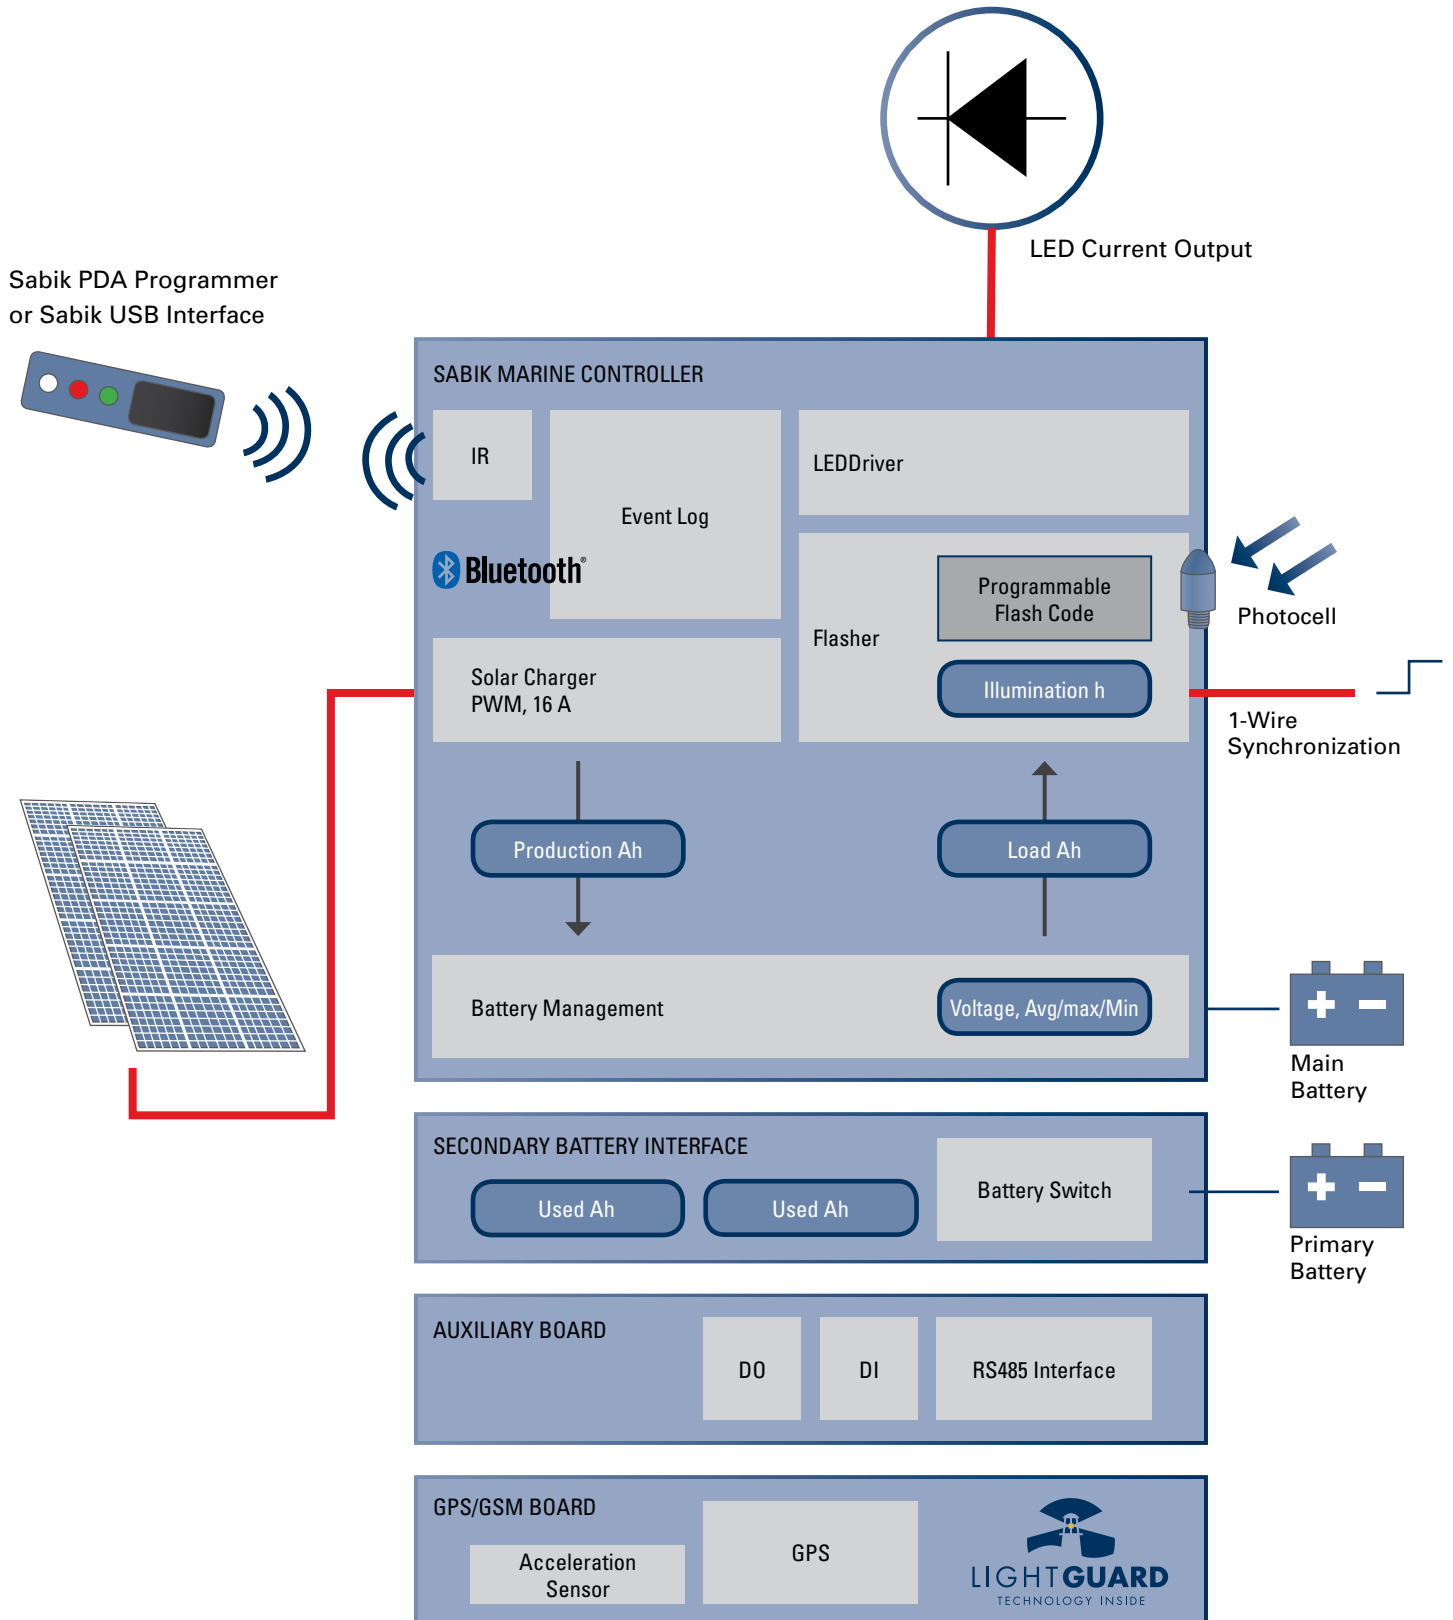 LED Current Output
Sabik PDA Programmer
or Sabik USB Interface
SABIK MARINE CONTROLLER
IR
Event Log
LEDDriver
Bluetooth®
Programmable
Flash Code
Flasher
Illumination h
Photocell
Solar Charger
PWM, 16 A
1-Wire
Synchronization
Production Ah
Load Ah
Battery Management
Voltage, Avg/max/Min
Main
Battery
SECONDARY BATTERY INTERFACE
Used Ah
Used Ah
Battery Switch
Primary
Battery
AUXILIARY BOARD
DO
DI
RS485 Interface
GPS/GSM BOARD
Acceleration
Sensor
GPS
LIGHTGUARD
TECHNOLOGY INSIDE